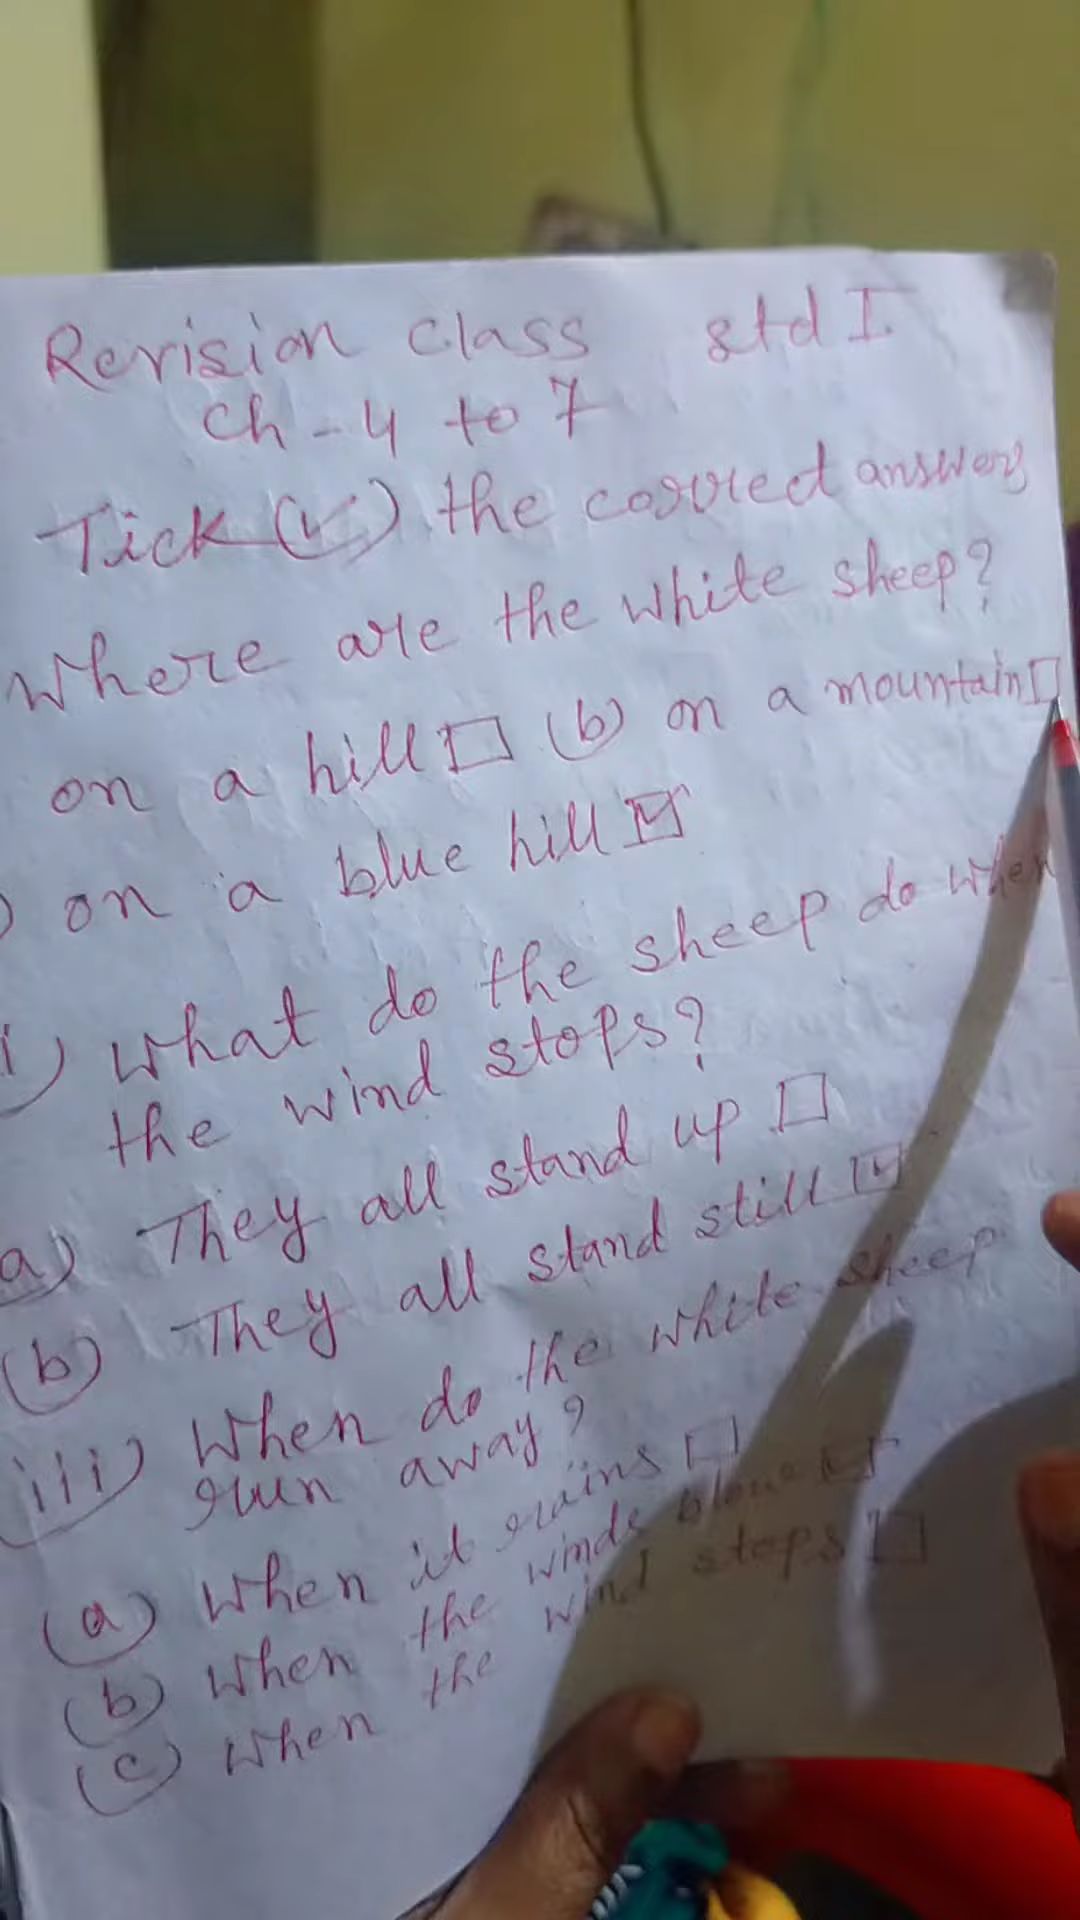 Revision class std I
Ch - 4 to 7
Tick (✓) the correct answers
Where are the white sheep?
on a hill ☐ (b) on a mountain ☐
) on a blue hill ☑
i) What do the sheep do when
the wind stops?
a) They all stand up ☐
(b) They all stand still ☑
iii) When do the white sheep
run away?
(a) When it rains ☐
(b) When the winds blow ☑
(c) When the wind stops ☐